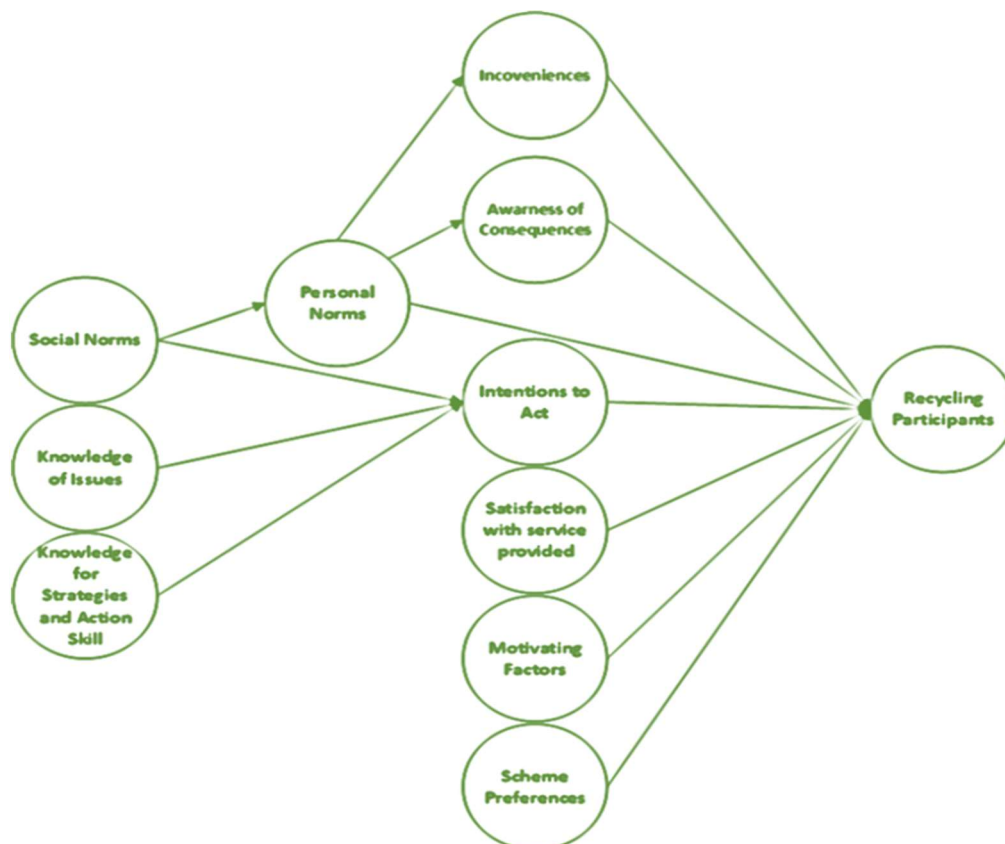 Incoveniences
Awarness of
Consequences
Personal
Norms
Social Norms
Intentions to
Act
Recycling
Participants
Knowledge
of Issues
Satisfaction
with service
provided
Knowledge
for
Strategies
and Action
Skill
Motivating
Factors
Scheme
Preferences